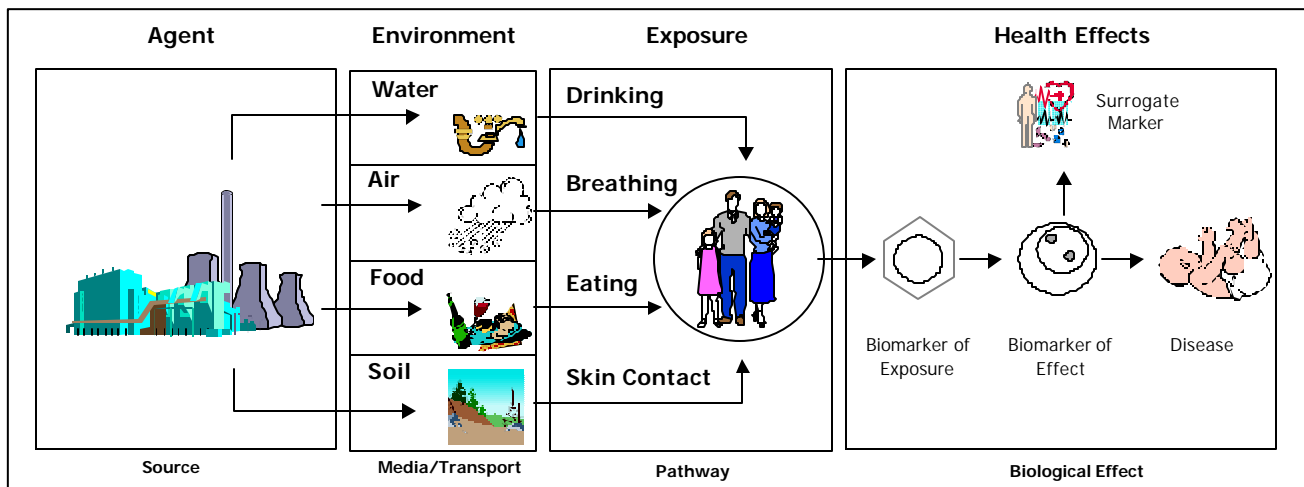 Agent
Environment
Exposure
Health Effects
Water
Air
Food
Soil
Drinking
Breathing
Eating
Skin Contact
Surrogate
Marker
Biomarker of
Exposure
Biomarker of
Effect
Disease
Source
Media/Transport
Pathway
Biological Effect